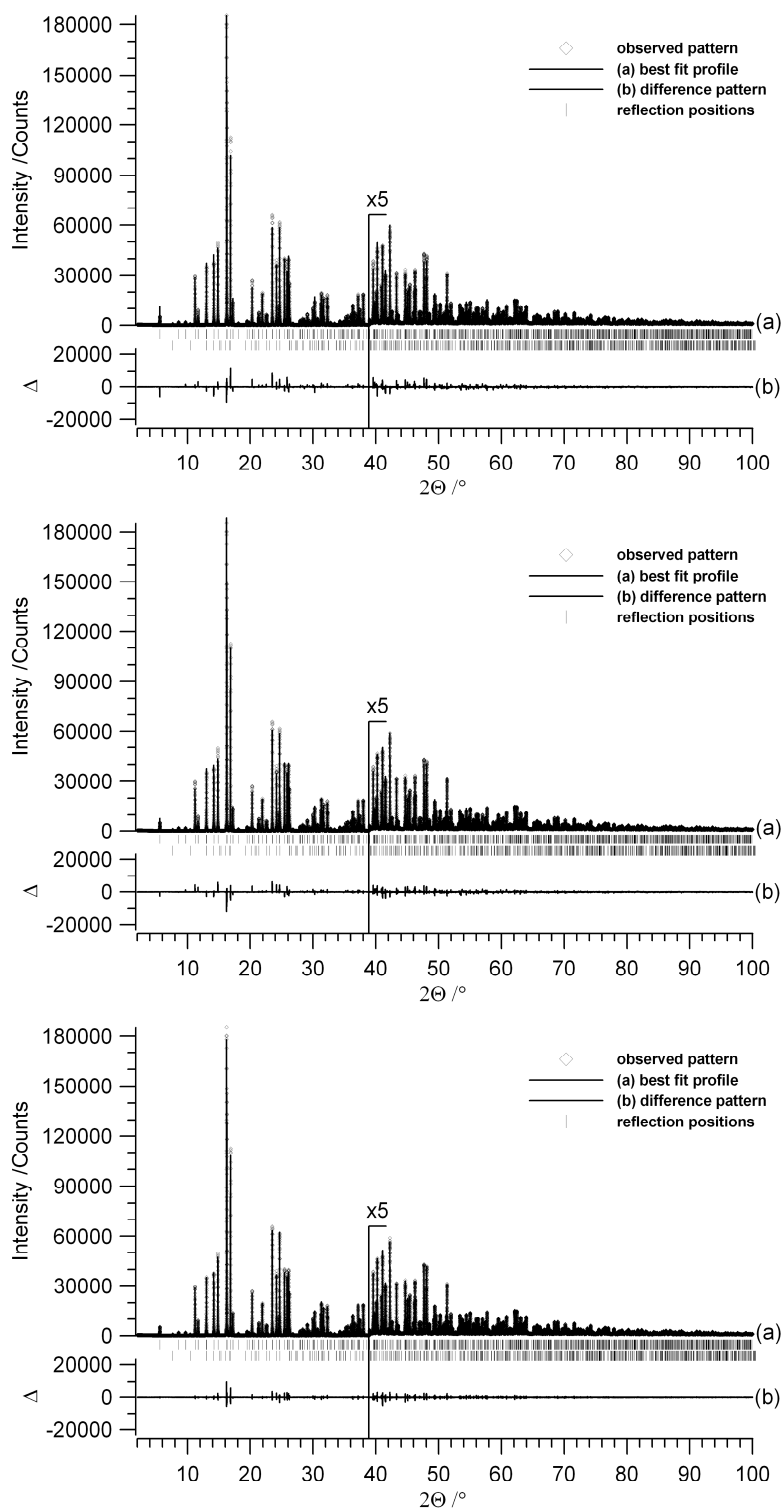 180000
150000
120000
90000
60000
30000
0
Intensity /Counts
observed pattern
(a) best fit profile
(b) difference pattern
reflection positions
x5
(a)
20000
0
-20000
Δ
(b)
10 20 30 40 50 60 70 80 90 100
2Θ /°
180000
150000
120000
90000
60000
30000
0
Intensity /Counts
observed pattern
(a) best fit profile
(b) difference pattern
reflection positions
x5
(a)
20000
0
-20000
Δ
(b)
10 20 30 40 50 60 70 80 90 100
2Θ /°
180000
150000
120000
90000
60000
30000
0
Intensity /Counts
observed pattern
(a) best fit profile
(b) difference pattern
reflection positions
x5
(a)
20000
0
-20000
Δ
(b)
10 20 30 40 50 60 70 80 90 100
2Θ /°